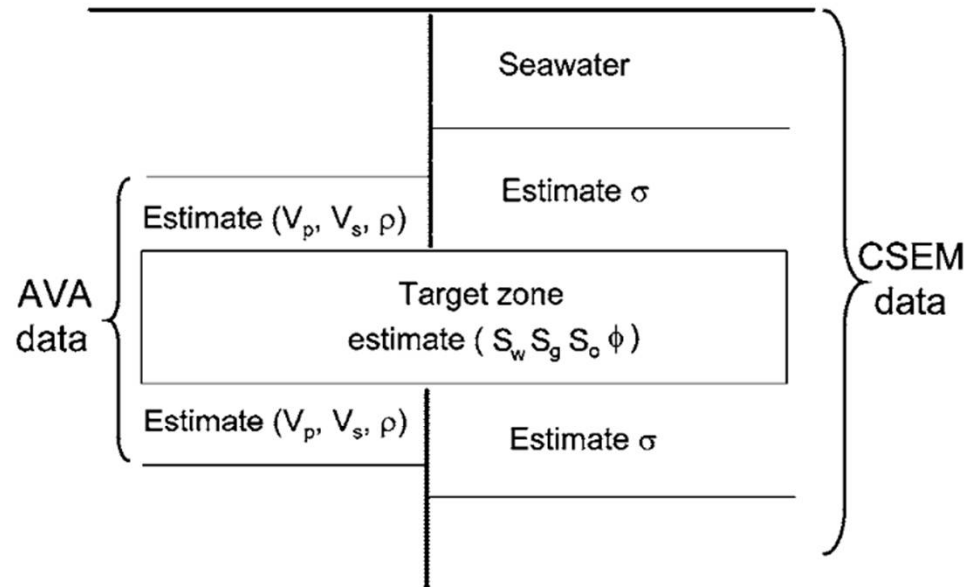 Seawater
Estimate σ
Estimate (Vp, Vs, ρ)
AVA
data
Target zone
estimate ( Sw Sg So ϕ )
CSEM
data
Estimate (Vp, Vs, ρ)
Estimate σ